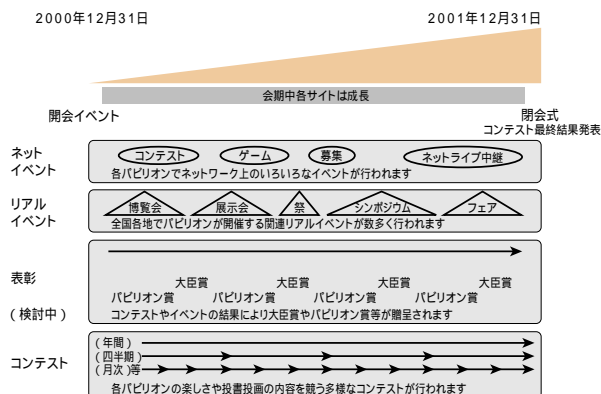 2000年12月31日
2001年12月31日
会期中各サイトは成長
開会イベント
閉会式
コンテスト最終結果発表
ネット
イベント
コンテスト
ゲーム
募集
ネットライブ中継
各パビリオンでネットワーク上のいろいろなイベントが行われます
リアル
イベント
博覧会
展示会
祭
シンポジウム
フェア
全国各地でパビリオンが開催する関連リアルイベントが数多く行われます
表彰
(検討中)
大臣賞 大臣賞 大臣賞 大臣賞
パビリオン賞 パビリオン賞 パビリオン賞 パビリオン賞
コンテストやイベントの結果により大臣賞やパビリオン賞等が贈呈されます
コンテスト
(年間)
(四半期)
(月次)等
各パビリオンの楽しさや投書投画の内容を競う多様なコンテストが行われます